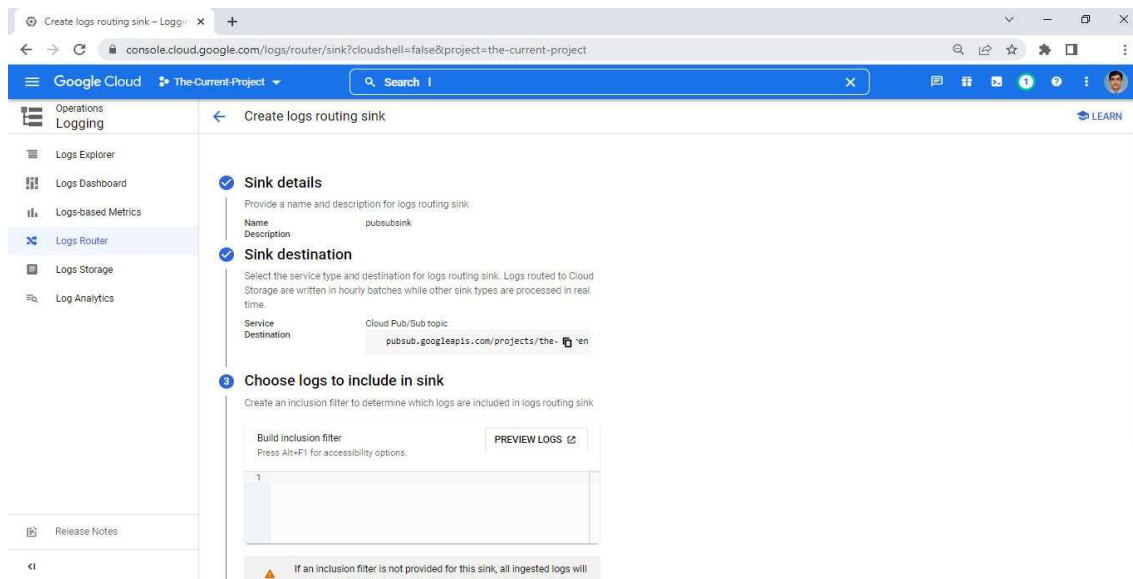 Create logs routing sink – Loggin
console.cloud.google.com/logs/router/sink?cloudshell=false&project=the-current-project
Google Cloud The-Current-Project Search 1
Operations
Logging
Create logs routing sink
LEARN
Logs Explorer
Logs Dashboard
Logs-based Metrics
Logs Router
Logs Storage
Log Analytics
Release Notes
Sink details
Provide a name and description for logs routing sink
Name pubsubsink
Description
Sink destination
Select the service type and destination for logs routing sink. Logs routed to Cloud
Storage are written in hourly batches while other sink types are processed in real
time.
Service Cloud Pub/Sub topic
Destination
pubsub.googleapis.com/projects/the- en
3 Choose logs to include in sink
Create an inclusion filter to determine which logs are included in logs routing sink
Build inclusion filter PREVIEW LOGS
Press Alt+F1 for accessibility options.
1
If an inclusion filter is not provided for this sink, all ingested logs will